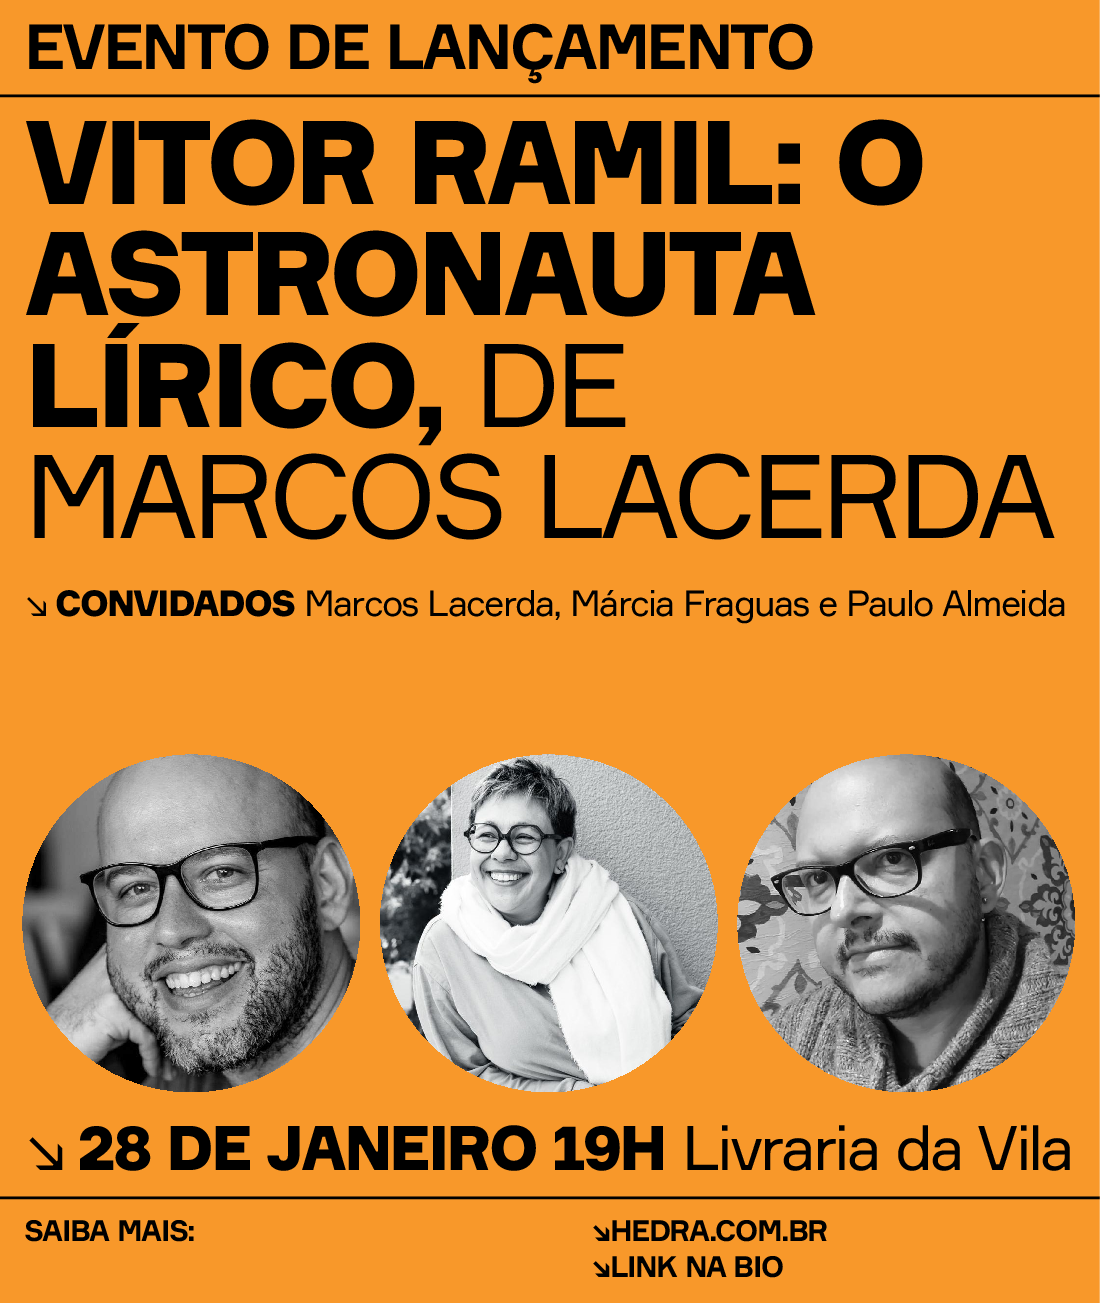 EVENTO DE LANÇAMENTO
VITOR RAMIL: O
ASTRONAUTA
LÍRICO, DE
MARCOS LACERDA
↘ CONVIDADOS Marcos Lacerda, Márcia Fraguas e Paulo Almeida
↘ 28 DE JANEIRO 19H Livraria da Vila
SAIBA MAIS:
↘HEDRA.COM.BR
↘LINK NA BIO